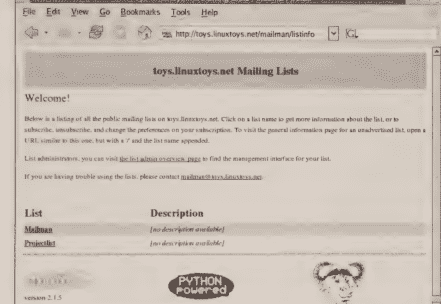 File Edit View Go Bookmarks Tools Help
http://toys.linuxtoys.net/mailman/listinfo
toys.linuxtoys.net Mailing Lists
Welcome!
Below is a listing of all the public mailing lists on toys.linuxtoys.net. Click on a list name to get more information about the list, or to
subscribe, unsubscribe, and change the preferences on your subscription. To visit the general information page for an unadvertised list, open a
URL similar to this one, but with a '/' and the list name appended.
List administrators, you can visit the list admin overview page to find the management interface for your list.
If you are having trouble using the lists, please contact mailman@toys.linuxtoys.net.
List Description
Mailman [no description available]
Projectlist [no description available]
PYTHON
POWERED
version 2.1.5